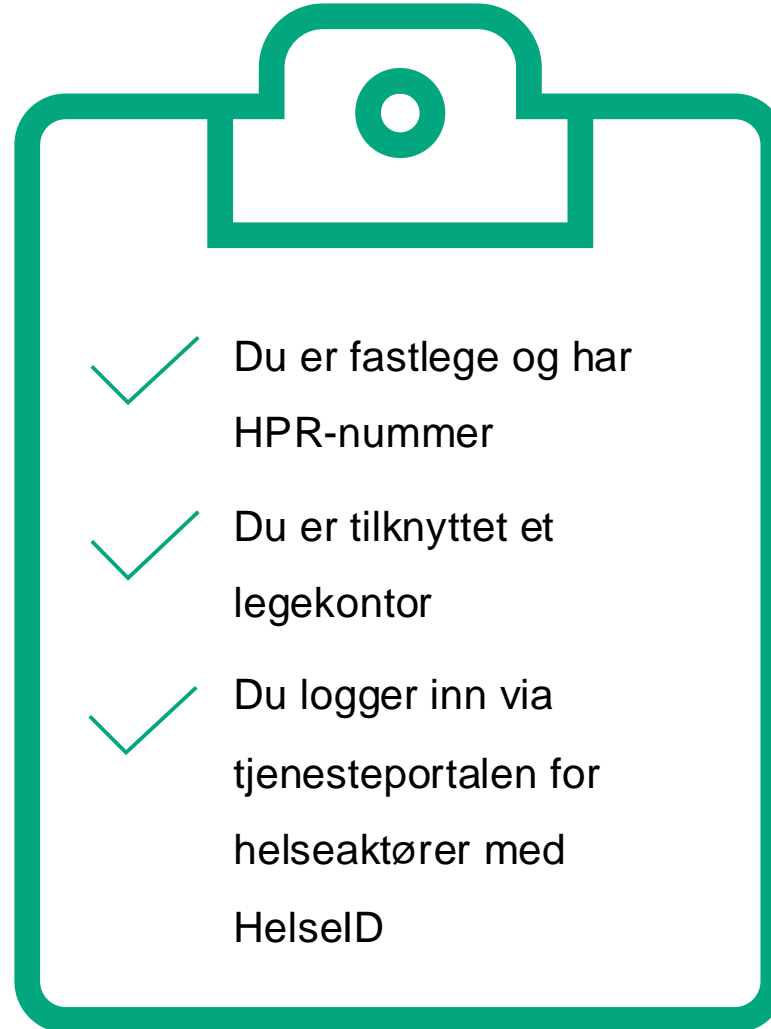 Du er fastlege og har
HPR-nummer
Du er tilknyttet et
legekontor
Du logger inn via
tjenesteportalen for
helseaktører med
HelseID